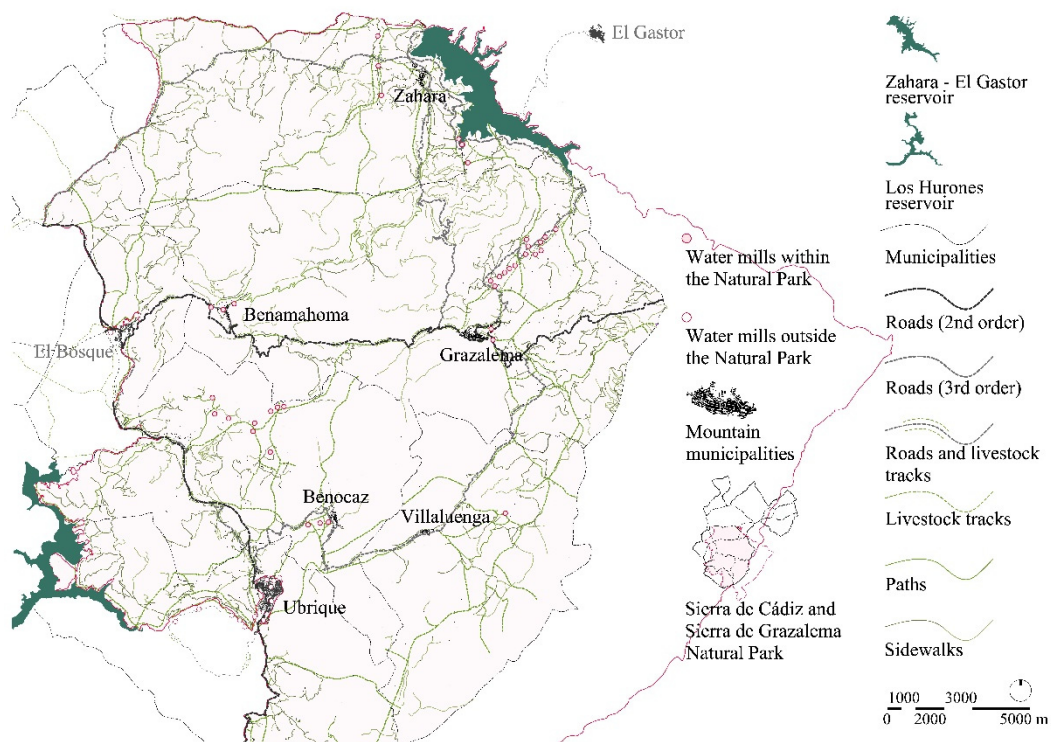 El Gastor
Zahara
Benamahoma
El Bosque
Grazalema
Benocaz
Villaluenga
Ubrique
Water mills within
the Natural Park
Water mills outside
the Natural Park
Mountain
municipalities
Sierra de Cádiz and
Sierra de Grazalema
Natural Park
Zahara - El Gastor
reservoir
Los Hurones
reservoir
Municipalities
Roads (2nd order)
Roads (3rd order)
Roads and livestock
tracks
Livestock tracks
Paths
Sidewalks
1000 3000
0 2000 5000 m